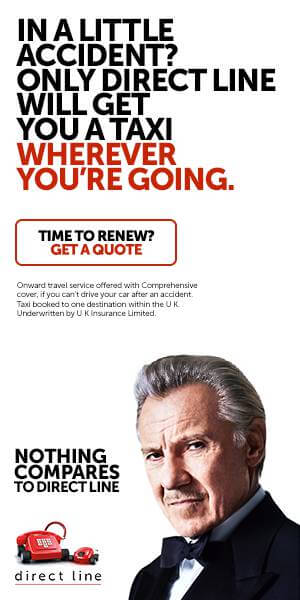 IN A LITTLE
ACCIDENT?
ONLY DIRECT LINE
WILL GET
YOU A TAXI
WHEREVER
YOU'RE GOING.
TIME TO RENEW?
GET A QUOTE
Onward travel service offered with Comprehensive
cover, if you can't drive your car after an accident.
Taxi booked to one destination within the U K.
Underwritten by U K Insurance Limited.
NOTHING
COMPARES
TO DIRECT LINE
direct line